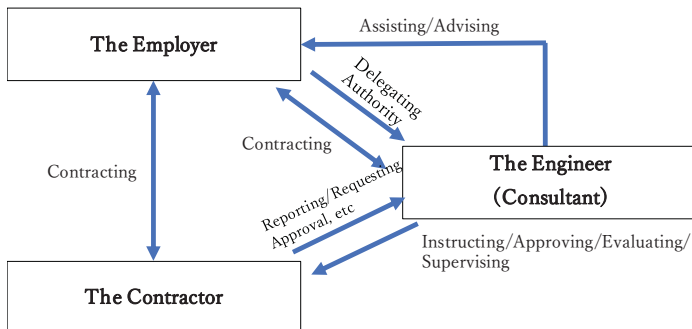 The Employer
Assisting/Advising
Delegating
Authority
Contracting
Contracting
The Engineer
(Consultant)
Reporting/Requesting
Approval, etc
Instructing/Approving/Evaluating/
Supervising
The Contractor